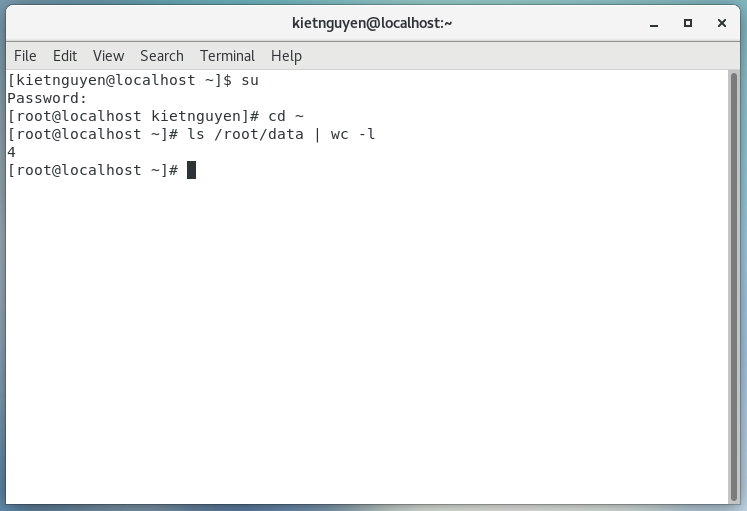 kietnguyen@localhost:~
File Edit View Search Terminal Help
[kietnguyen@localhost ~]$ su
Password:
[root@localhost kietnguyen]# cd ~
[root@localhost ~]# ls /root/data | wc -l
4
[root@localhost ~]#